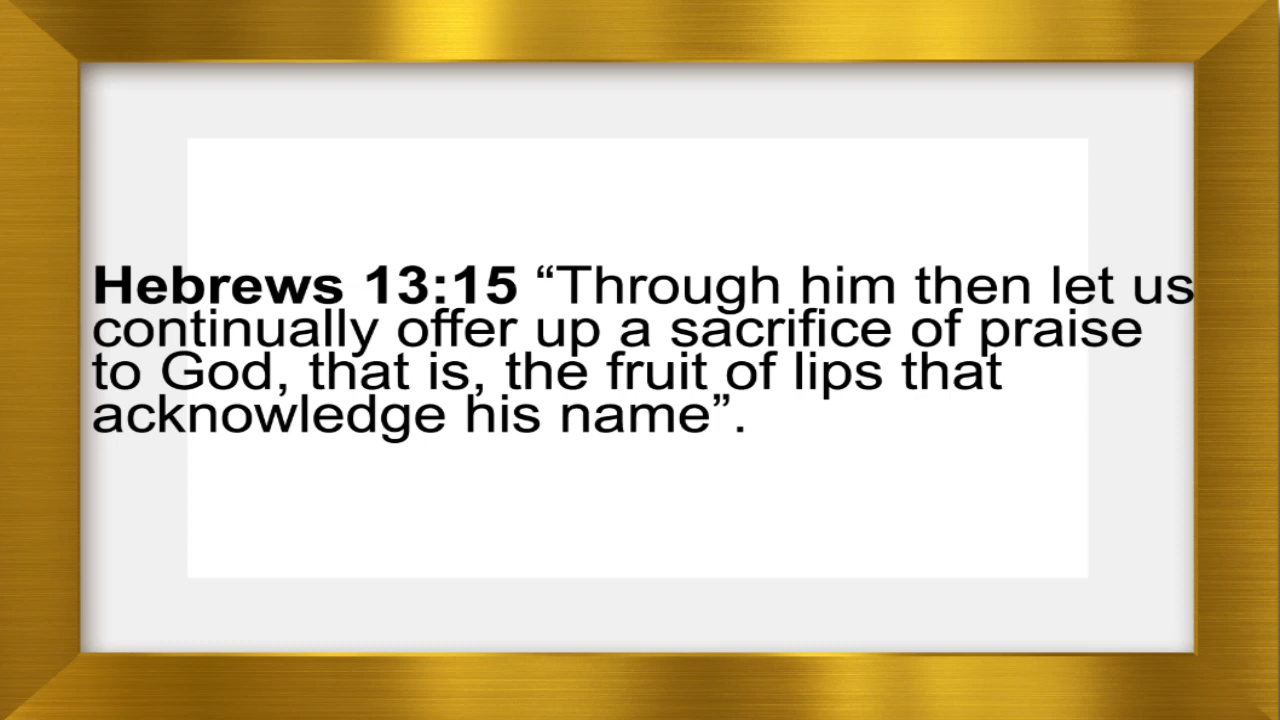 Hebrews 13:15 “Through him then let us
continually offer up a sacrifice of praise
to God, that is, the fruit of lips that
acknowledge his name”.